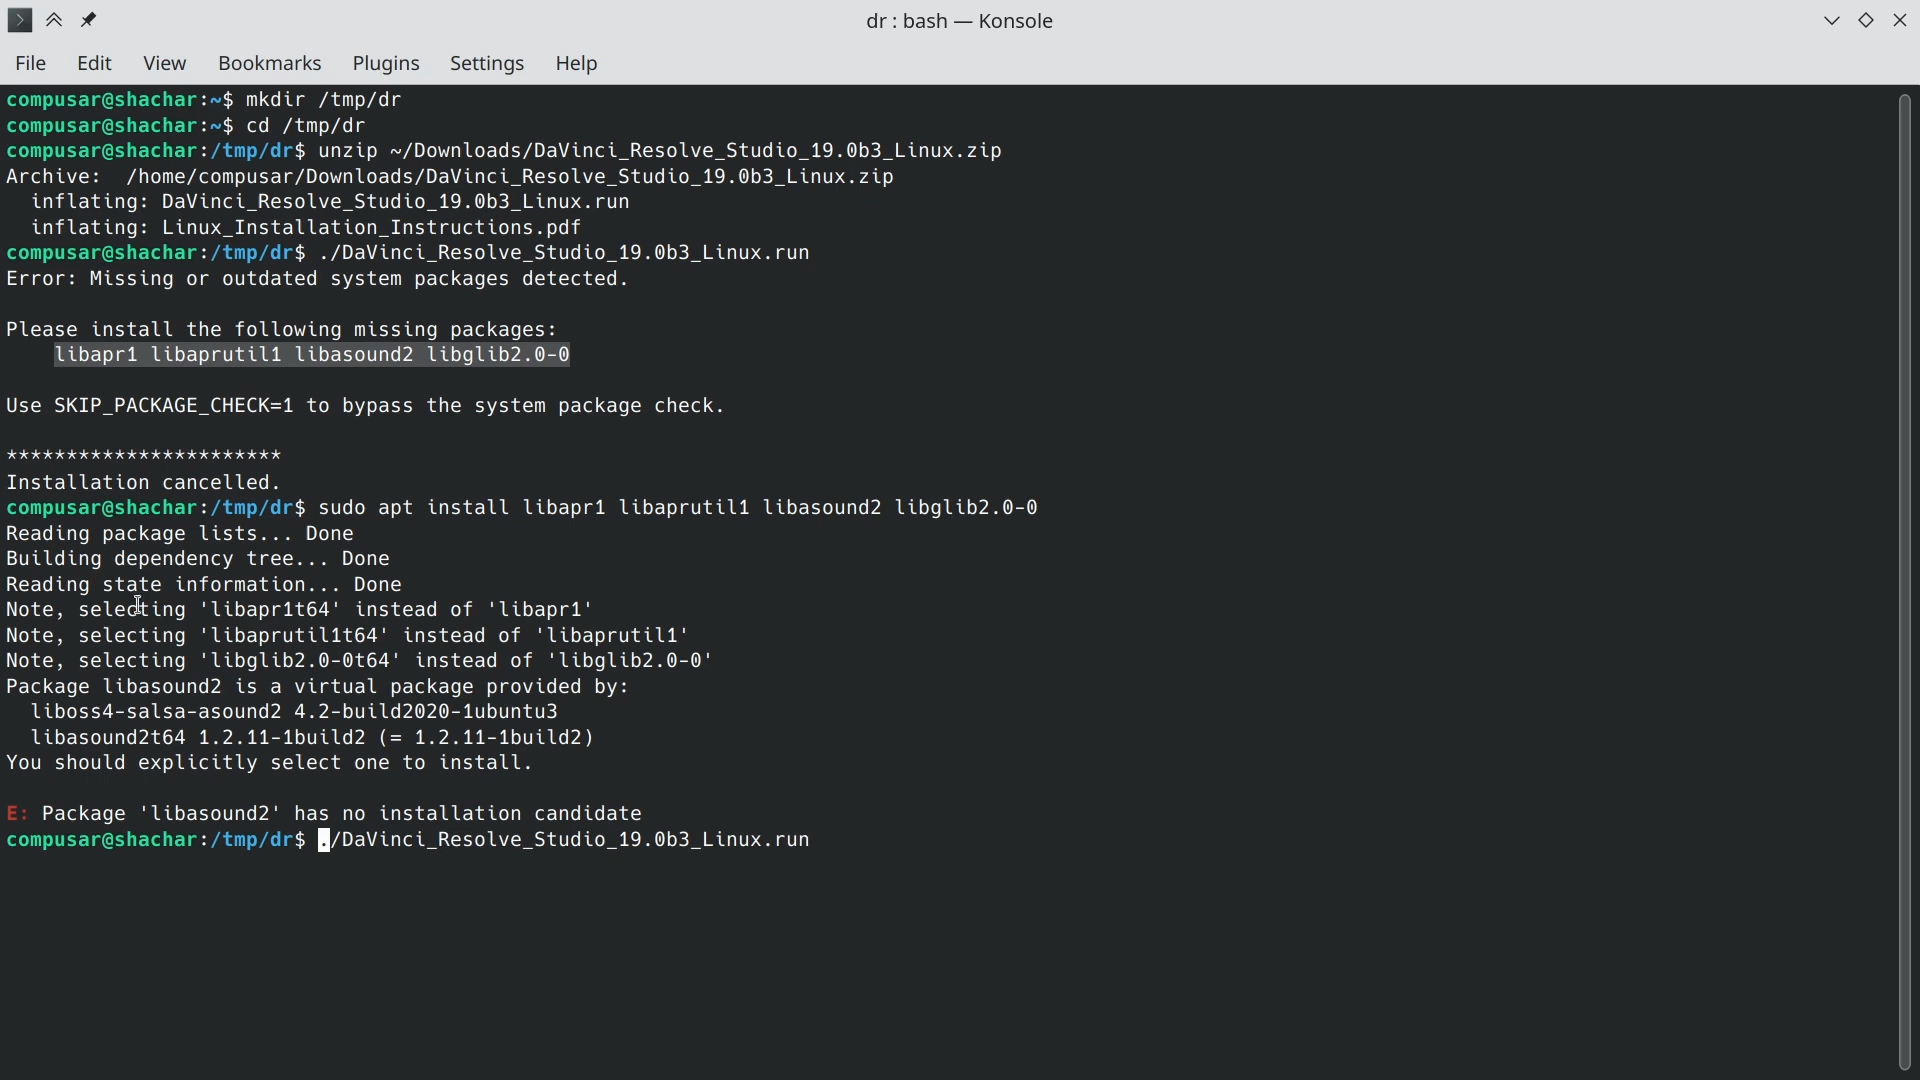 dr : bash — Konsole
File Edit View Bookmarks Plugins Settings Help
compusar@shachar:~$ mkdir /tmp/dr
compusar@shachar:~$ cd /tmp/dr
compusar@shachar:/tmp/dr$ unzip ~/Downloads/DaVinci_Resolve_Studio_19.0b3_Linux.zip
Archive:  /home/compusar/Downloads/DaVinci_Resolve_Studio_19.0b3_Linux.zip
  inflating: DaVinci_Resolve_Studio_19.0b3_Linux.run
  inflating: Linux_Installation_Instructions.pdf
compusar@shachar:/tmp/dr$ ./DaVinci_Resolve_Studio_19.0b3_Linux.run
Error: Missing or outdated system packages detected.
Please install the following missing packages:
    libapr1 libaprutil1 libasound2 libglib2.0-0
Use SKIP_PACKAGE_CHECK=1 to bypass the system package check.
***********************
Installation cancelled.
compusar@shachar:/tmp/dr$ sudo apt install libapr1 libaprutil1 libasound2 libglib2.0-0
Reading package lists... Done
Building dependency tree... Done
Reading state information... Done
Note, selecting 'libapr1t64' instead of 'libapr1'
Note, selecting 'libaprutil1t64' instead of 'libaprutil1'
Note, selecting 'libglib2.0-0t64' instead of 'libglib2.0-0'
Package libasound2 is a virtual package provided by:
  liboss4-salsa-asound2 4.2-build2020-1ubuntu3
  libasound2t64 1.2.11-1build2 (= 1.2.11-1build2)
You should explicitly select one to install.
E: Package 'libasound2' has no installation candidate
compusar@shachar:/tmp/dr$ ./DaVinci_Resolve_Studio_19.0b3_Linux.run